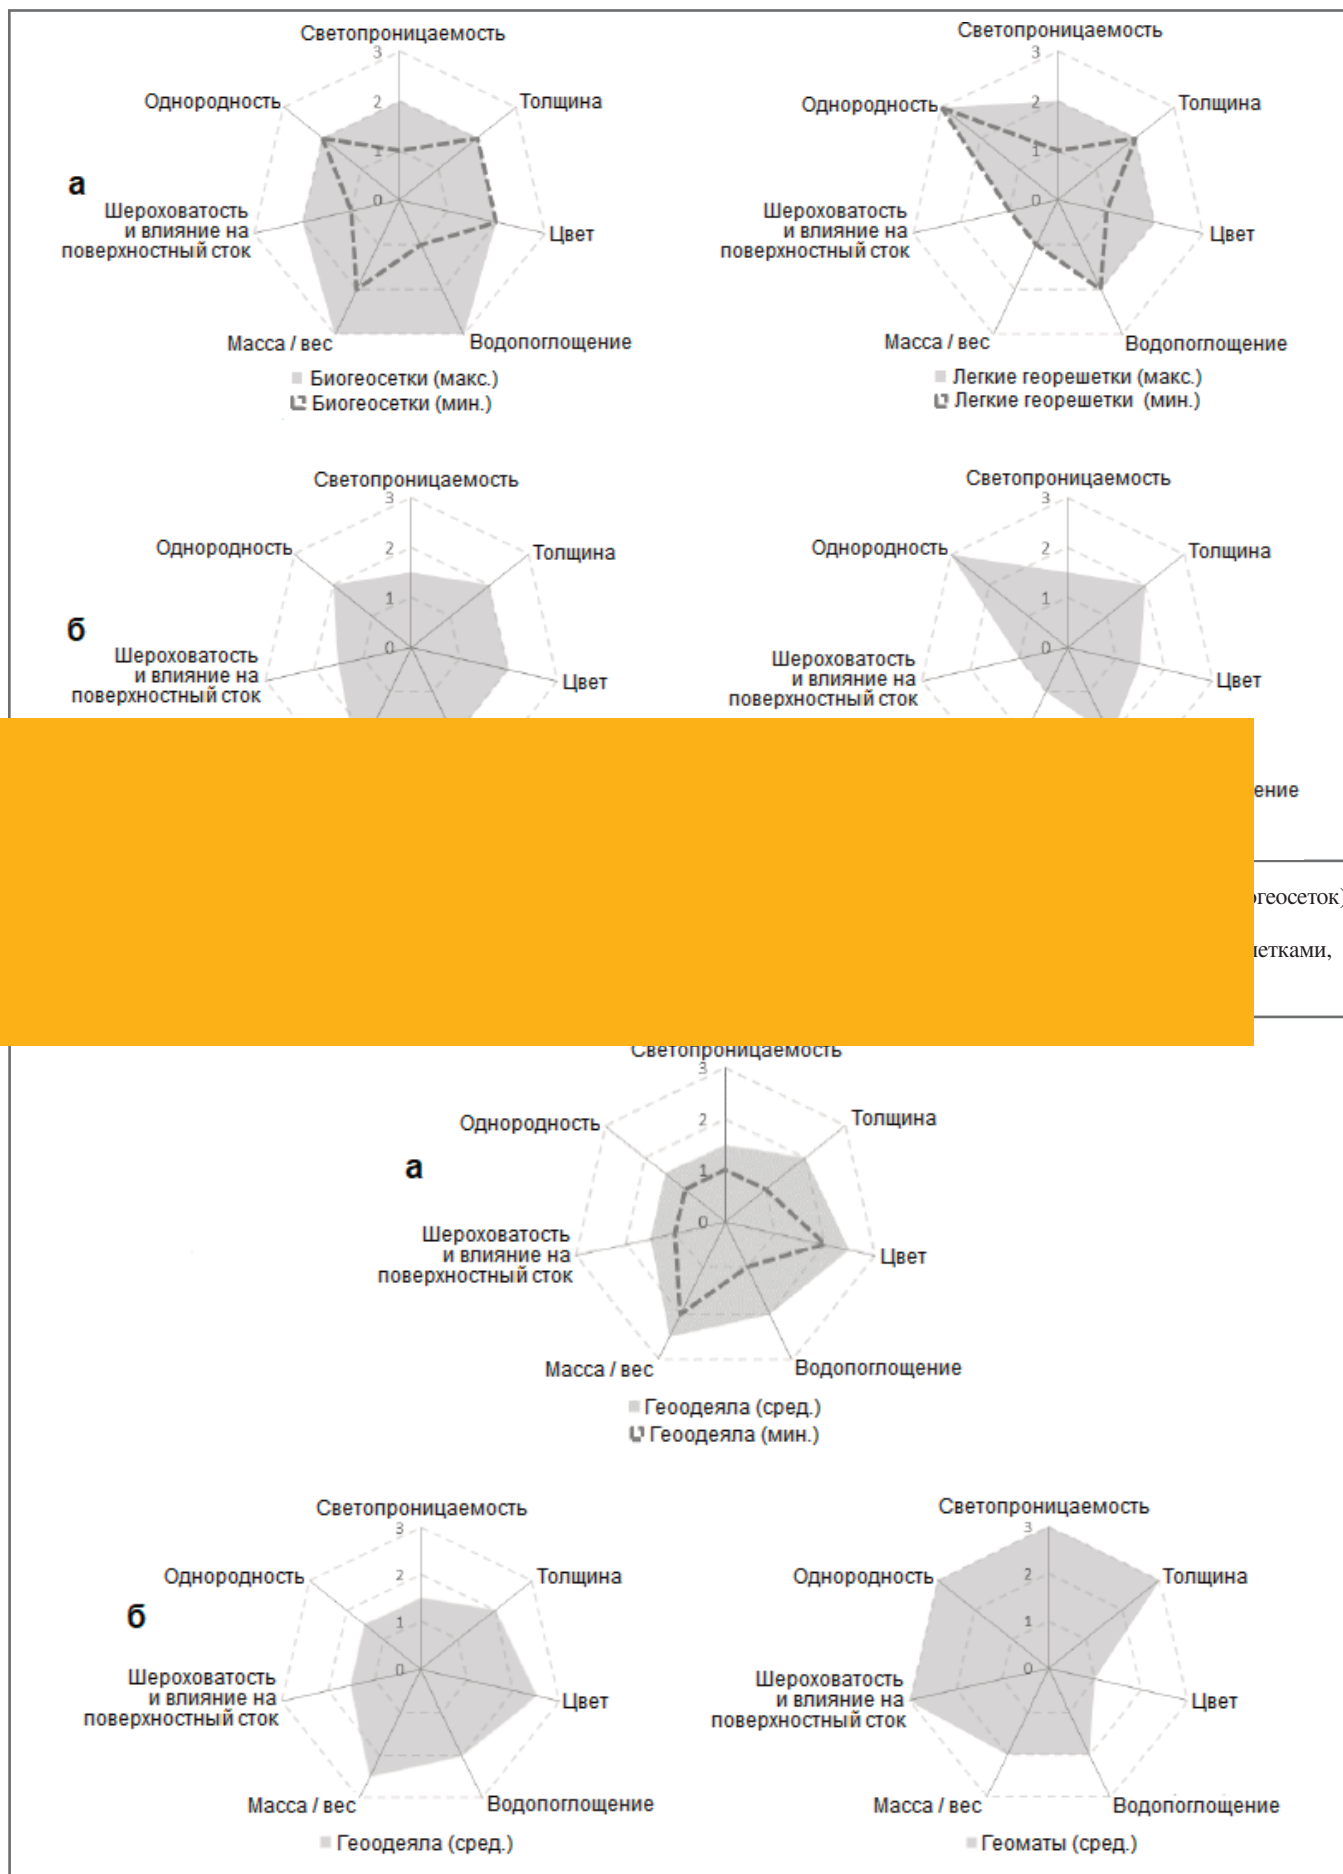 Светопроницаемость
3
Однородность
2
Толщина
1
а
0
Шероховатость
и влияние на
поверхностный сток
Цвет
Масса / вес
Водопоглощение
Биогеосетки (макс.)
Биогеосетки (мин.)
Светопроницаемость
3
Однородность
2
Толщина
1
0
Шероховатость
и влияние на
поверхностный сток
Цвет
Масса / вес
Водопоглощение
Легкие георешетки (макс.)
Легкие георешетки (мин.)
Светопроницаемость
3
Однородность
2
Толщина
1
б
0
Шероховатость
и влияние на
поверхностный сток
Цвет
Светопроницаемость
3
Однородность
2
Толщина
1
0
Шероховатость
и влияние на
поверхностный сток
Цвет
ение
огеосеток)
етками,
Светопроницаемость
3
Однородность
2
Толщина
а
1
0
Шероховатость
и влияние на
поверхностный сток
Цвет
Масса / вес
Водопоглощение
Геоодеяла (сред.)
Геоодеяла (мин.)
Светопроницаемость
3
Однородность
2
Толщина
б
1
0
Шероховатость
и влияние на
поверхностный сток
Цвет
Масса / вес
Водопоглощение
Геоодеяла (сред.)
Светопроницаемость
3
Однородность
2
Толщина
1
0
Шероховатость
и влияние на
поверхностный сток
Цвет
Масса / вес
Водопоглощение
Геоматы (сред.)